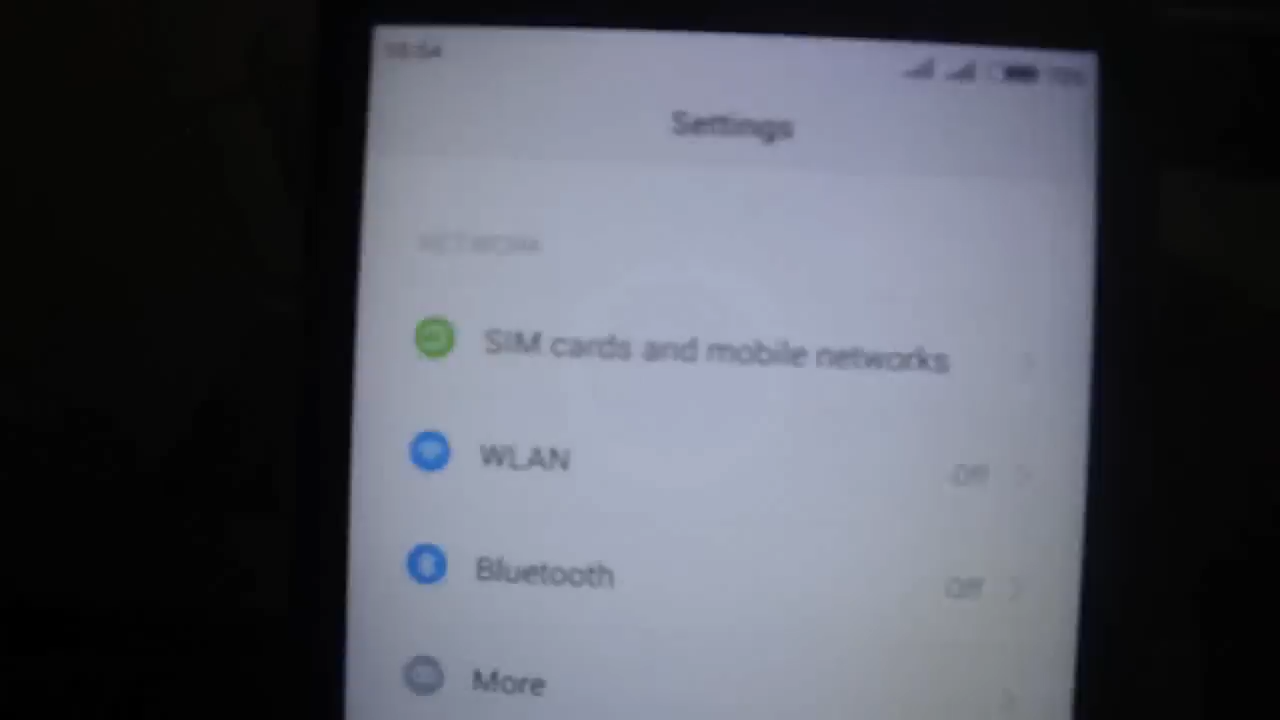 Settings
NETWORK
SIM cards and mobile networks
WLAN Off
Bluetooth Off
More